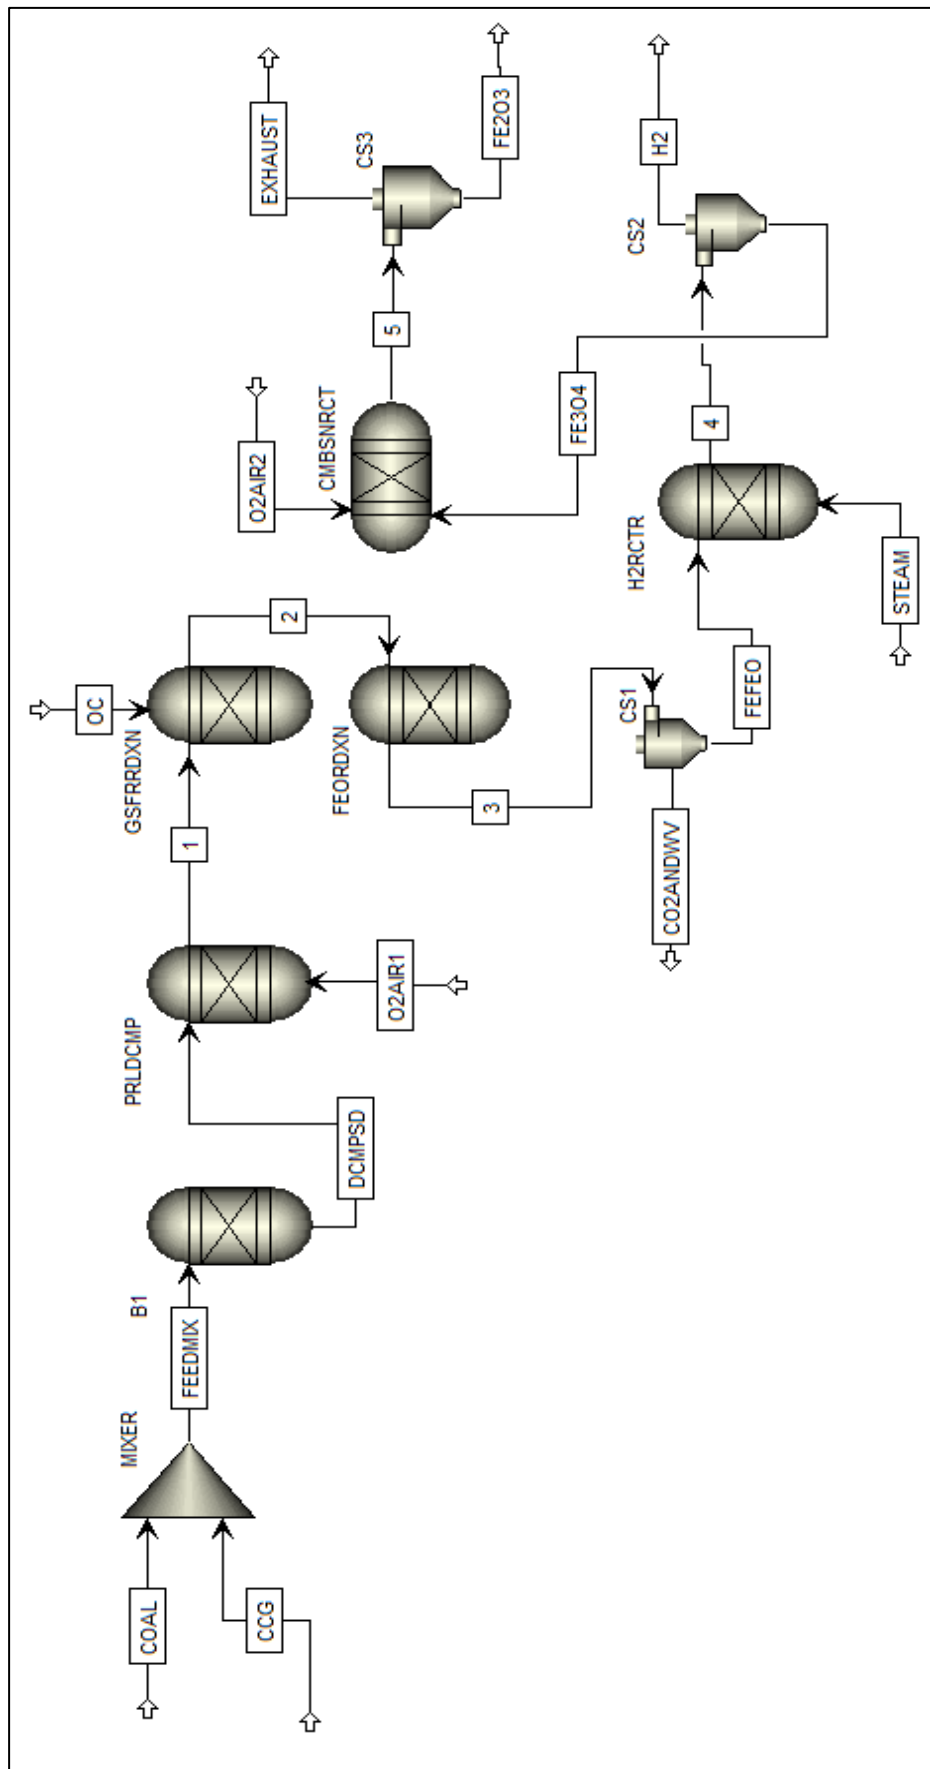 COAL
CCG
MIXER
FEEDMIX
B1
DCMPSD
PRLDCMP
O2AIR1
1
GSFRRDXN
OC
2
FEORDXN
3
CS1
CO2ANDWV
FEFEO
H2RCTR
STEAM
4
CS2
H2
FE3O4
CMBSNRCT
O2AIR2
5
CS3
EXHAUST
FE2O3